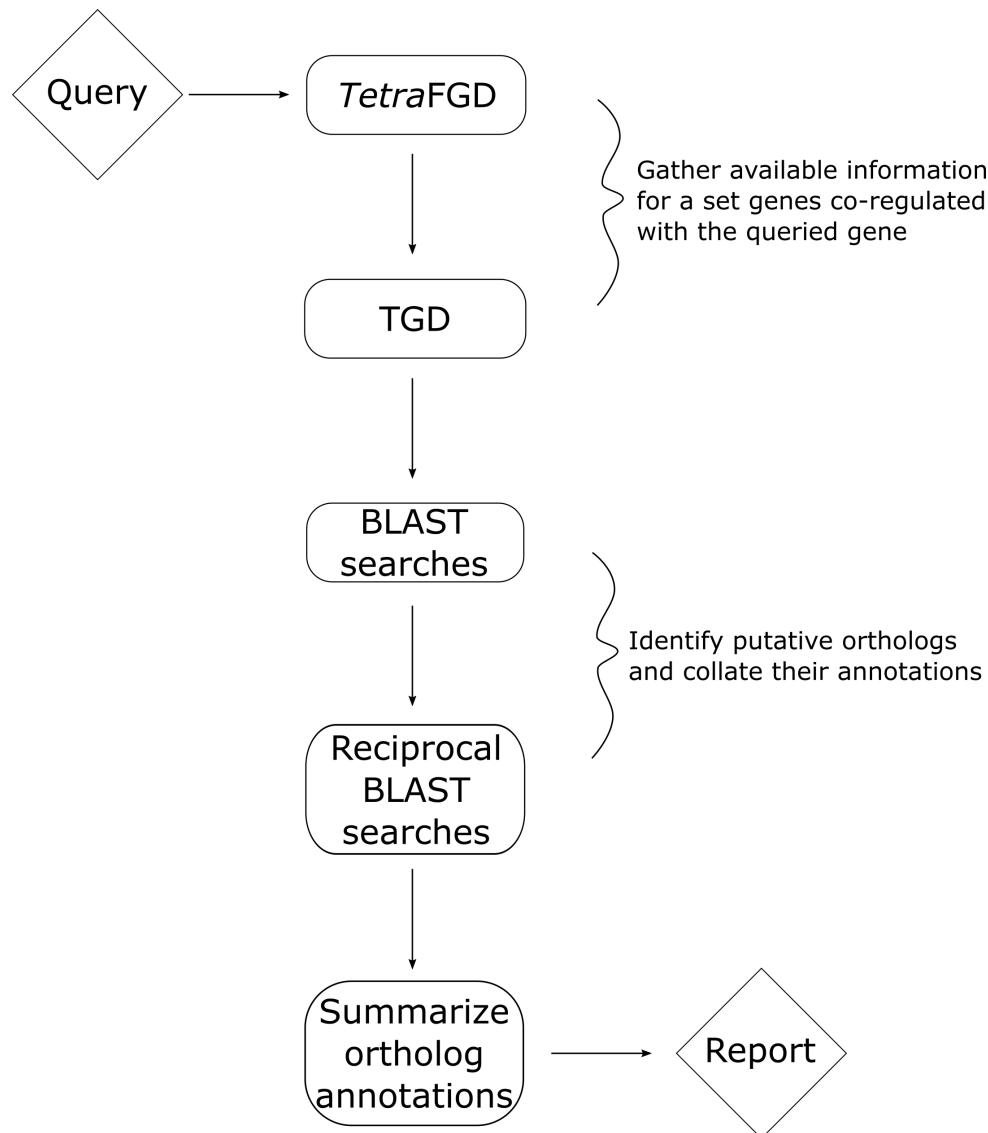 Query
TetraFGD
Gather available information
for a set genes co-regulated
with the queried gene
TGD
BLAST
searches
Identify putative orthologs
and collate their annotations
Reciprocal
BLAST
searches
Summarize
ortholog
annotations
Report